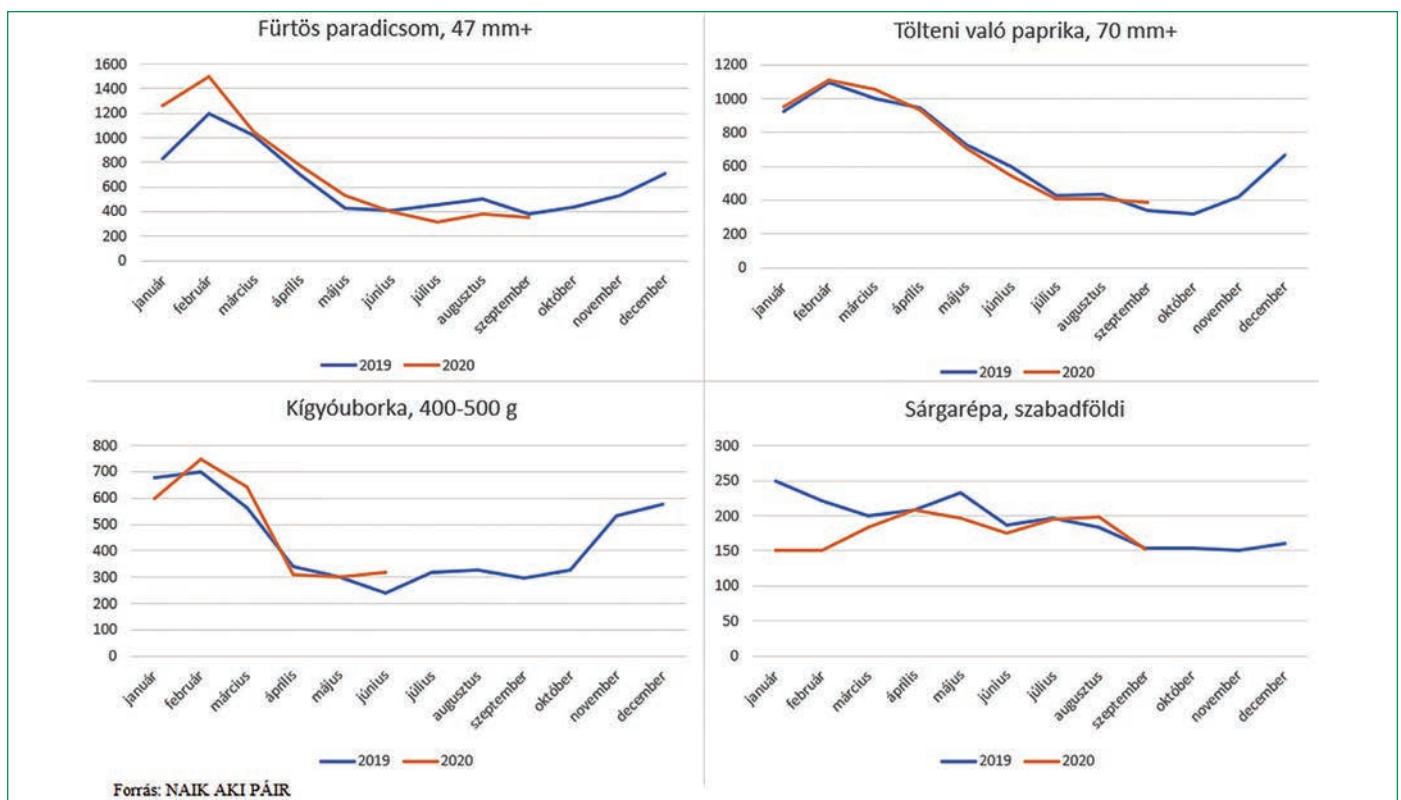 Fürtös paradicsom, 47 mm+
1600
1400
1200
1000
800
600
400
200
0
január
február
március
április
május
június
július
augusztus
szeptember
október
november
december
2019 2020
Tölteni való paprika, 70 mm+
1200
1000
800
600
400
200
0
január
február
március
április
május
június
július
augusztus
szeptember
október
november
december
2019 2020
Kígyóuborka, 400-500 g
800
700
600
500
400
300
200
100
0
január
február
március
április
május
június
július
augusztus
szeptember
október
november
december
2019 2020
Sárgarépa, szabadföldi
300
250
200
150
100
50
0
január
február
március
április
május
június
július
augusztus
szeptember
október
november
december
2019 2020
Forrás: NAIK AKI PÁIR